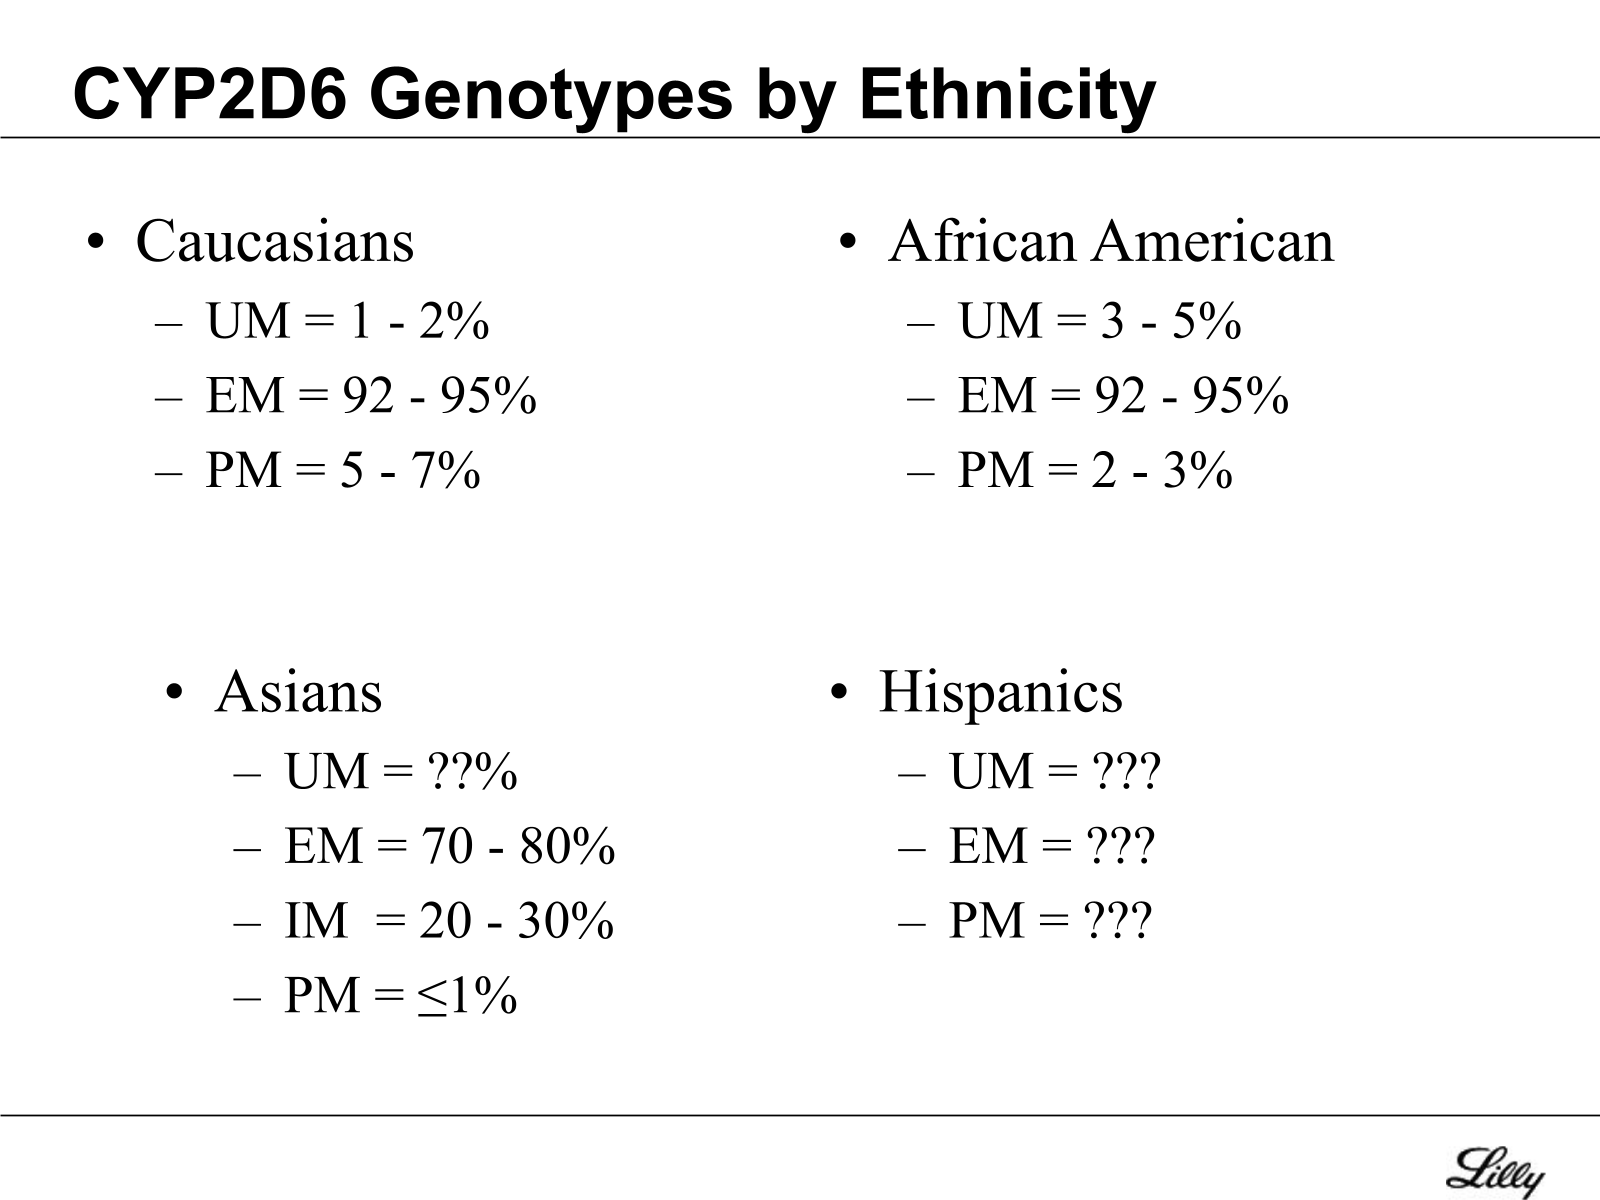 CYP2D6 Genotypes by Ethnicity
• Caucasians
– UM = 1 - 2%
– EM = 92 - 95%
– PM = 5 - 7%
• African American
– UM = 3 - 5%
– EM = 92 - 95%
– PM = 2 - 3%
• Asians
– UM = ??%
– EM = 70 - 80%
– IM = 20 - 30%
– PM = ≤1%
• Hispanics
– UM = ???
– EM = ???
– PM = ???
Lilly